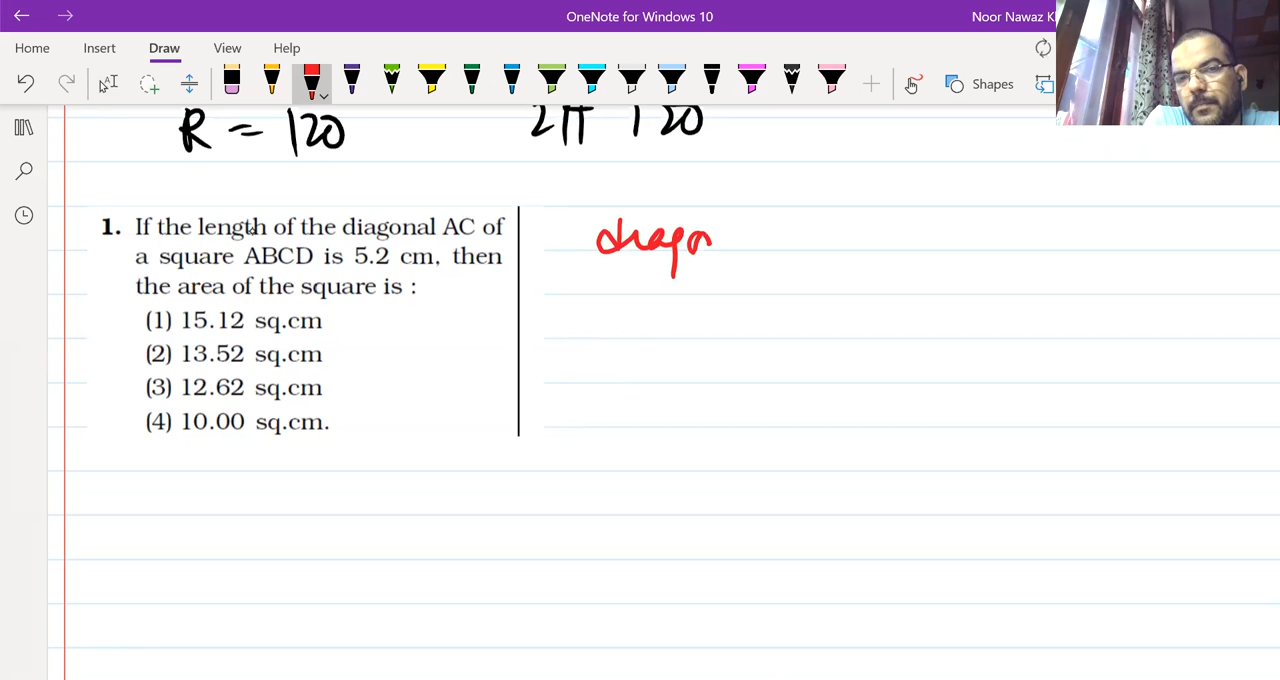 OneNote for Windows 10
Noor Nawaz K
Home Insert Draw View Help
Shapes
R = 120
2π 120
1. If the length of the diagonal AC of
a square ABCD is 5.2 cm, then
the area of the square is :
(1) 15.12 sq.cm
(2) 13.52 sq.cm
(3) 12.62 sq.cm
(4) 10.00 sq.cm.
diago